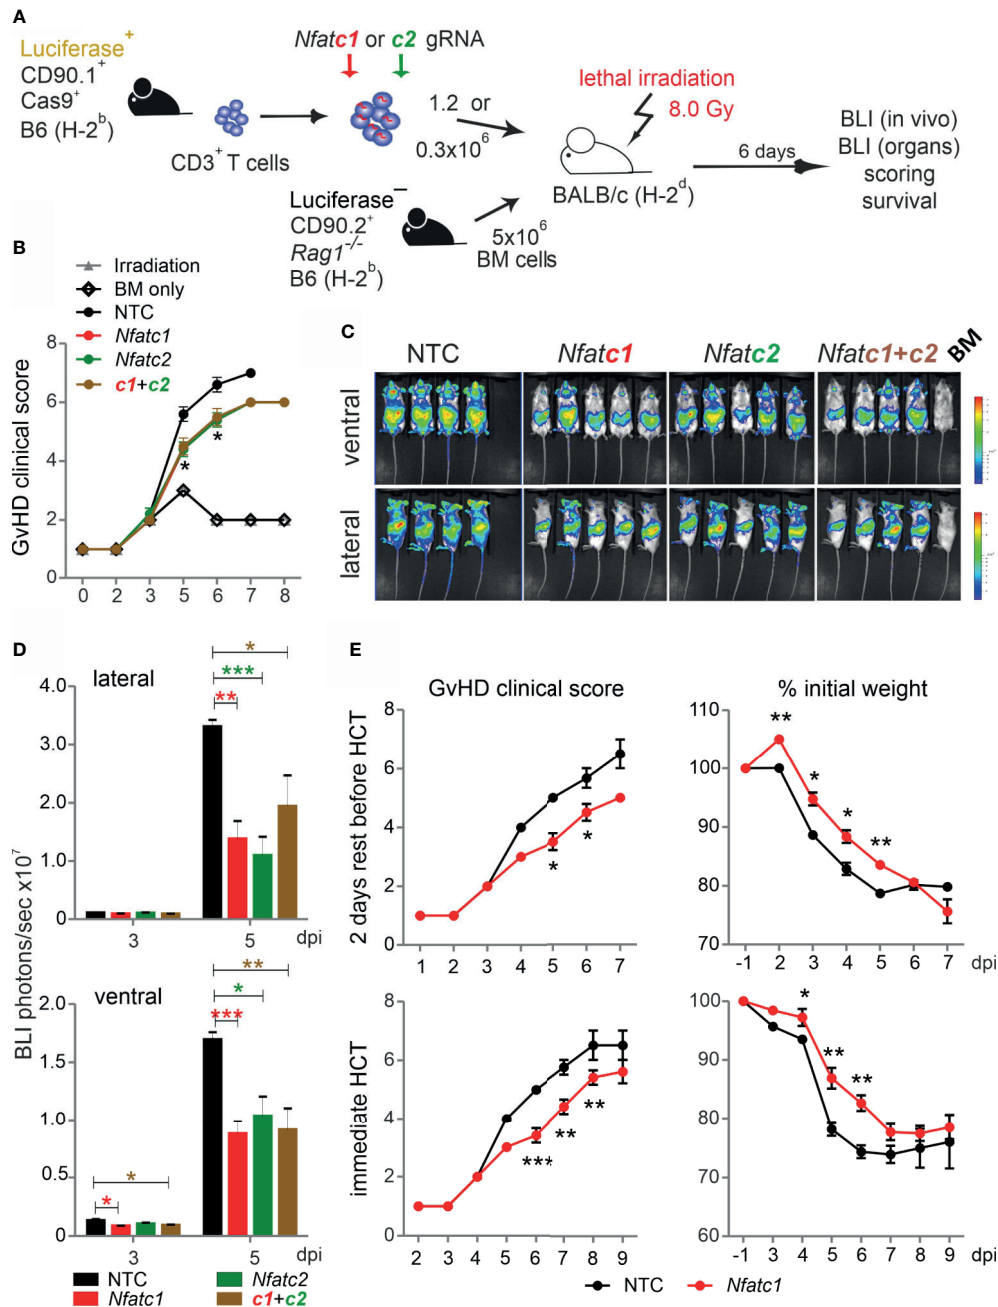 A
Luciferase+
CD90.1+
Cas9+
B6 (H-2b)
CD3+ T cells
Nfatc1 or c2 gRNA
1.2 or
0.3x10^6
lethal irradiation
8.0 Gy
BALB/c (H-2d)
6 days
BLI (in vivo)
BLI (organs)
scoring
survival
Luciferase−
CD90.2+
Rag1-/-
B6 (H-2b)
5x10^6
BM cells
B
Irradiation
BM only
NTC
Nfatc1
Nfatc2
c1+c2
GvHD clinical score
8
6
4
2
0
* *
0 2 3 5 6 7 8
C
NTC Nfatc1 Nfatc2 Nfatc1+c2 BM
ventral
lateral
D
BLI photons/sec x10^7
lateral
4.0
3.0
2.0
1.0
0
*
***
**
3 5 dpi
ventral
2.0
1.5
1.0
0.5
0
**
*
***
*
*
3 5 dpi
NTC Nfatc2
Nfatc1 c1+c2
E
GvHD clinical score
2 days rest before HCT
8
6
4
2
0
* *
1 2 3 4 5 6 7
% initial weight
110
100
90
80
70
** * * **
-1 2 3 4 5 6 7 dpi
immediate HCT
8
6
4
2
0
*** ** **
2 3 4 5 6 7 8 9
100
90
80
70
60
* ** **
-1 3 4 5 6 7 8 9 dpi
NTC Nfatc1